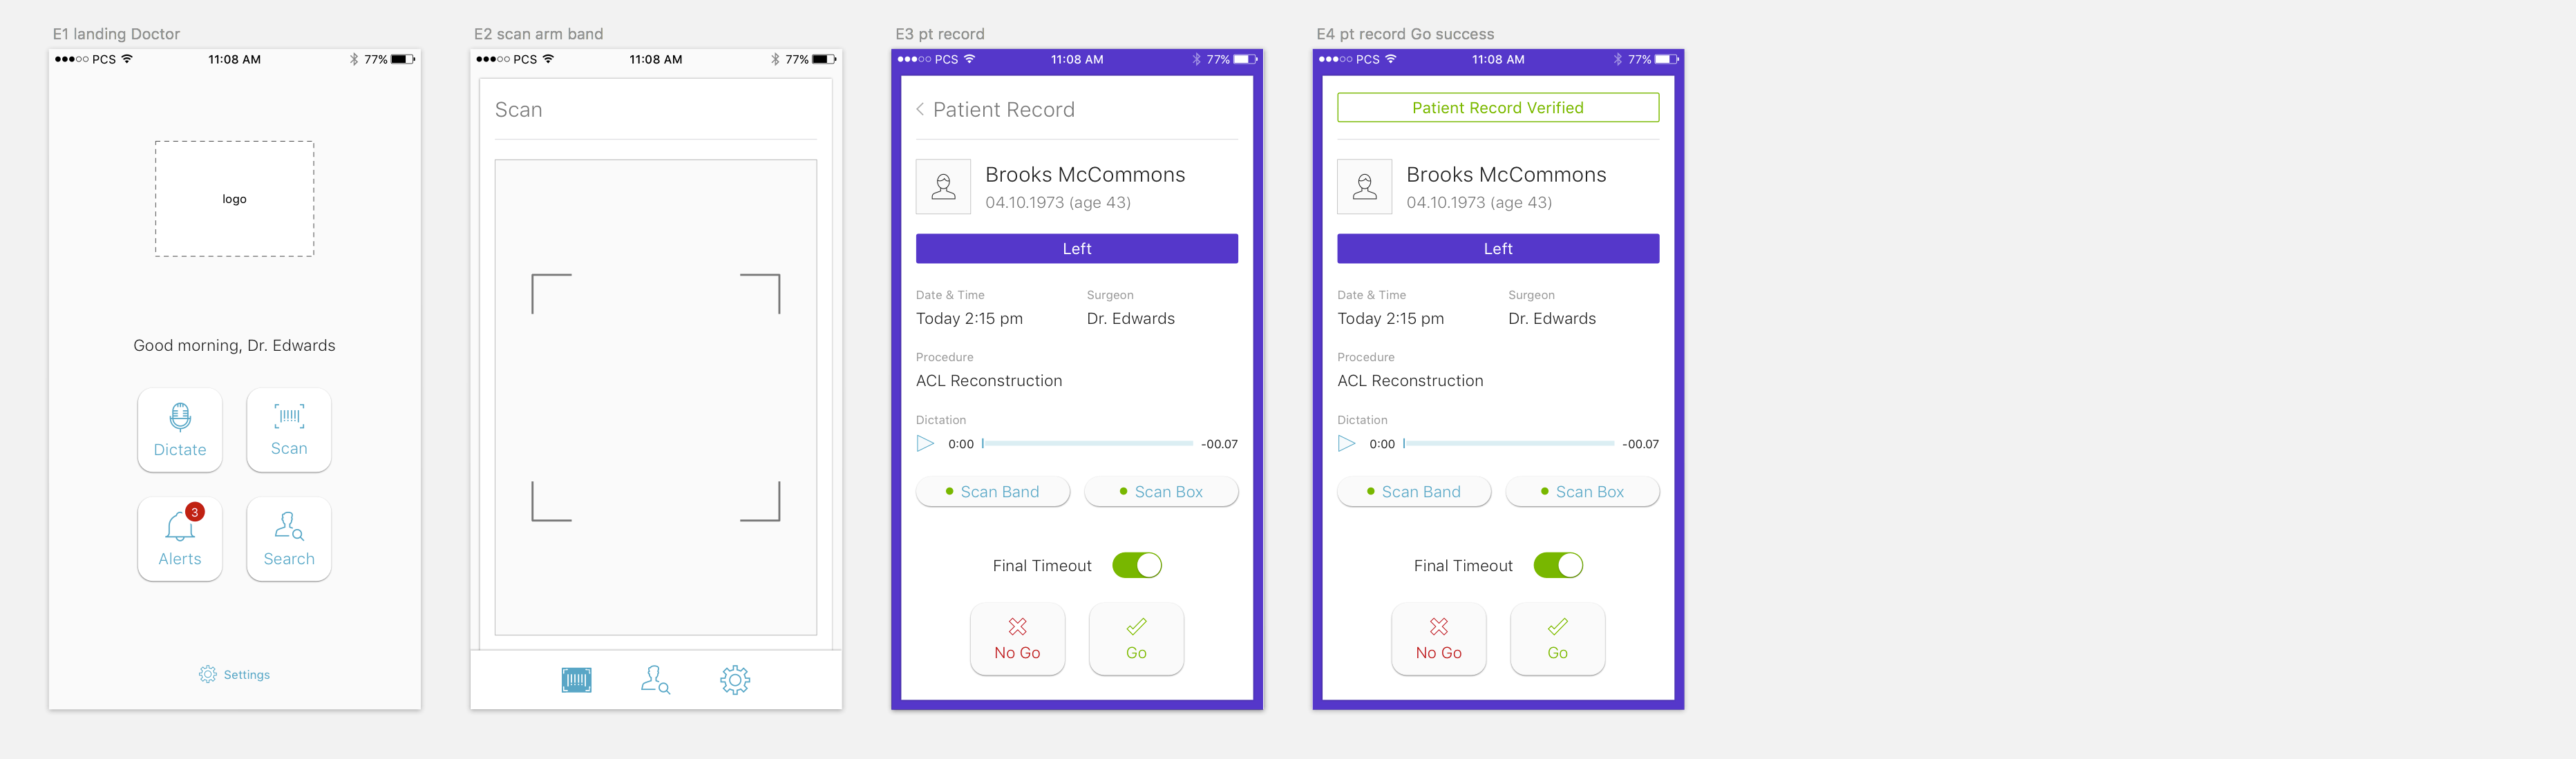 E1 landing Doctor
PCS 11:08 AM 77%
logo
Good morning, Dr. Edwards
Dictate Scan
3
Alerts Search
Settings
E2 scan arm band
PCS 11:08 AM 77%
Scan
E3 pt record
PCS 11:08 AM 77%
< Patient Record
Brooks McCommons
04.10.1973 (age 43)
Left
Date & Time Surgeon
Today 2:15 pm Dr. Edwards
Procedure
ACL Reconstruction
Dictation
0:00 -00.07
Scan Band Scan Box
Final Timeout
No Go Go
E4 pt record Go success
PCS 11:08 AM 77%
Patient Record Verified
Brooks McCommons
04.10.1973 (age 43)
Left
Date & Time Surgeon
Today 2:15 pm Dr. Edwards
Procedure
ACL Reconstruction
Dictation
0:00 -00.07
Scan Band Scan Box
Final Timeout
No Go Go